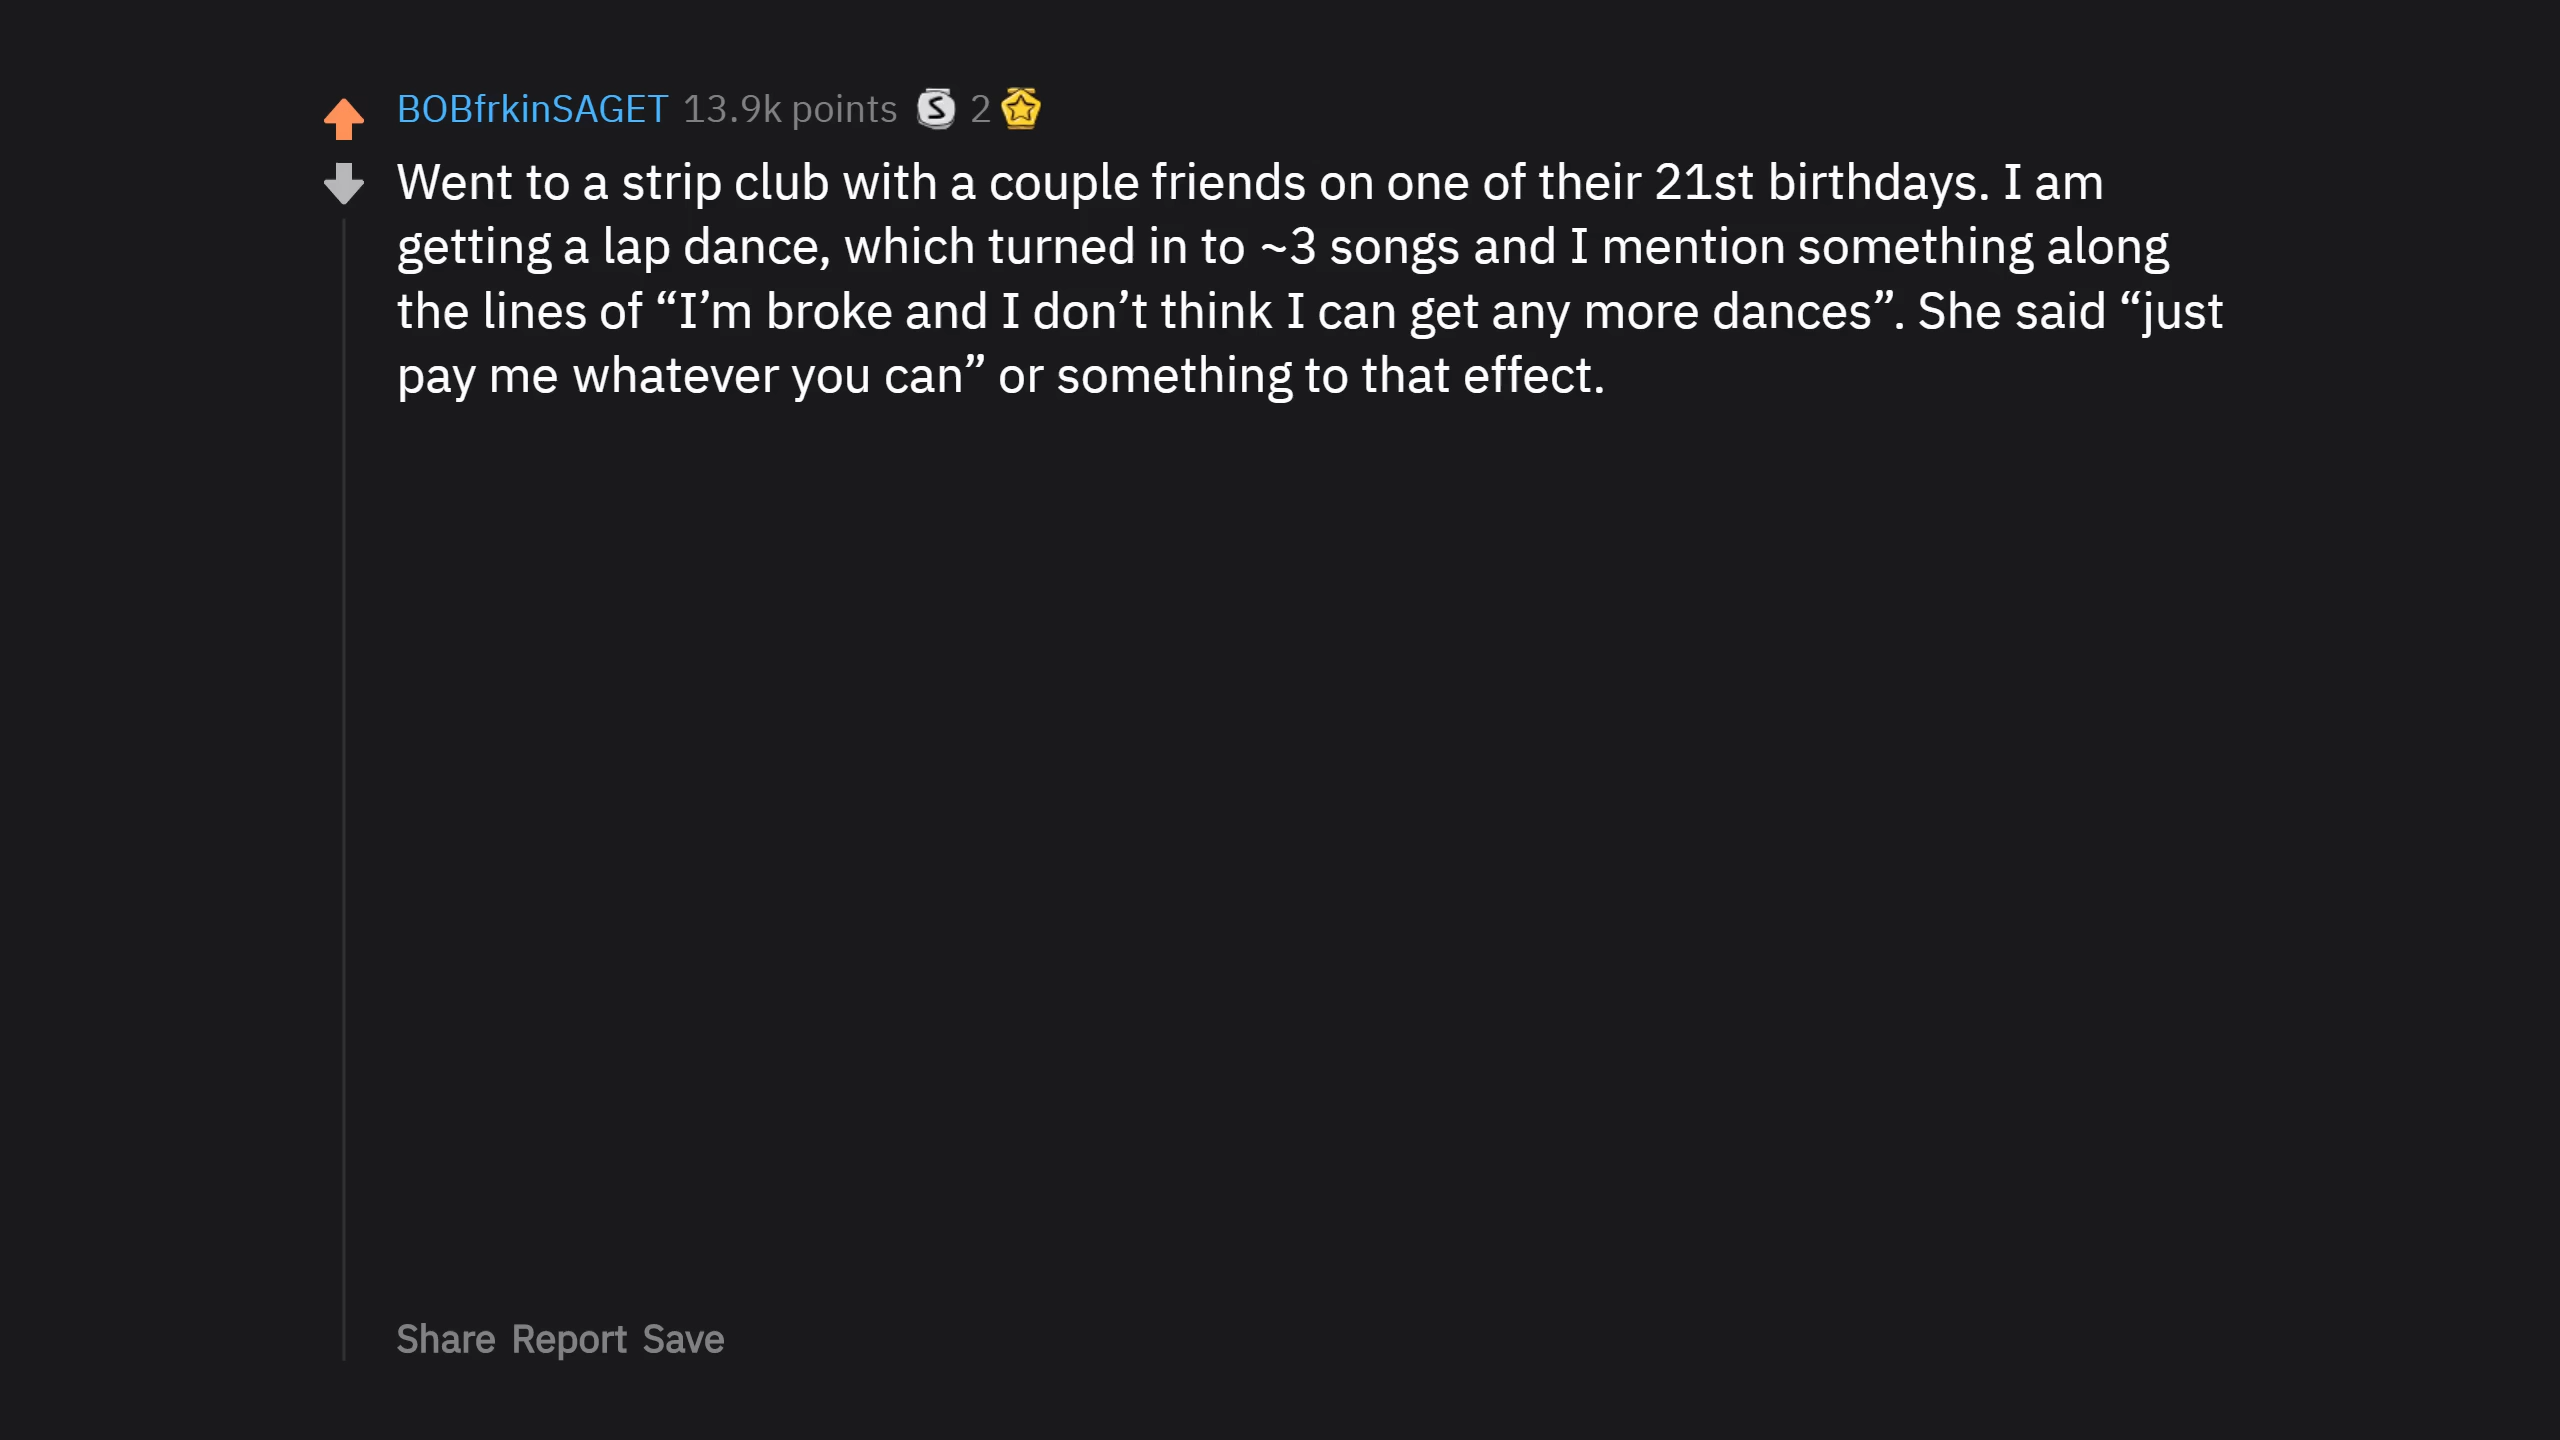 BOBfrkinSAGET 13.9k points S 2
Went to a strip club with a couple friends on one of their 21st birthdays. I am
getting a lap dance, which turned in to ~3 songs and I mention something along
the lines of “I’m broke and I don’t think I can get any more dances”. She said “just
pay me whatever you can” or something to that effect.
Share Report Save